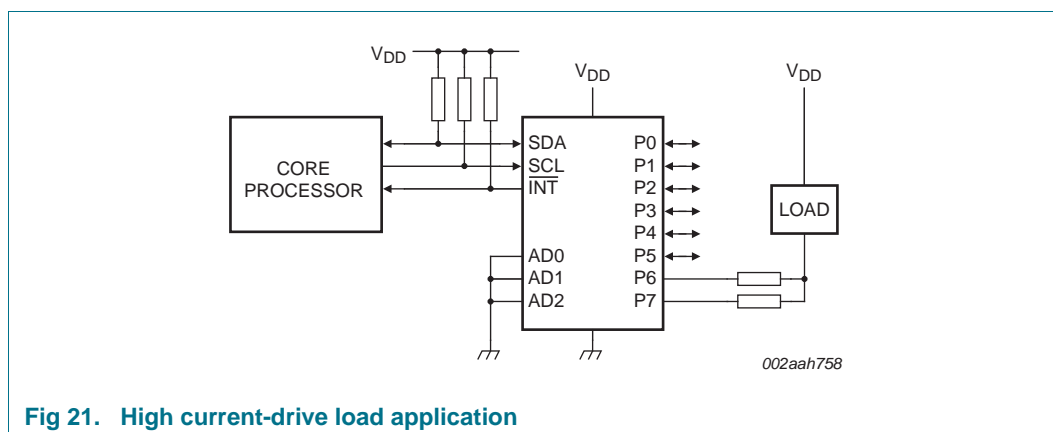 VDD
VDD
VDD
CORE
PROCESSOR
SDA
SCL
INT
AD0
AD1
AD2
P0
P1
P2
P3
P4
P5
P6
P7
LOAD
002aah758
Fig 21. High current-drive load application